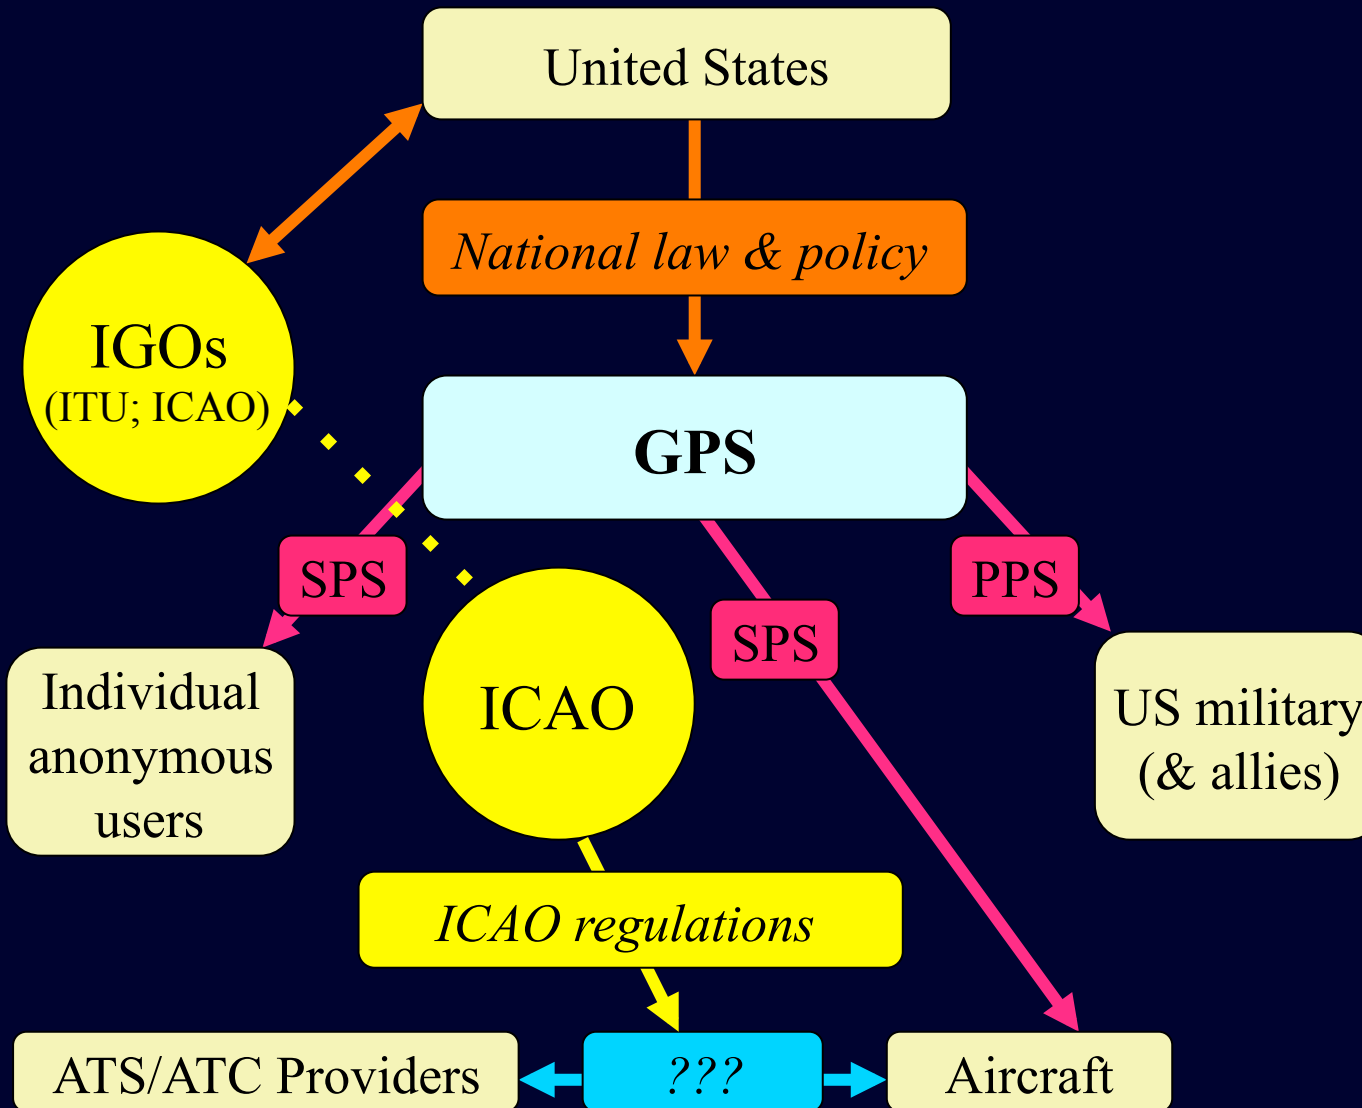 United States
National law & policy
IGOs
(ITU; ICAO)
GPS
SPS
PPS
SPS
Individual
anonymous
users
ICAO
US military
(& allies)
ICAO regulations
ATS/ATC Providers
???
Aircraft